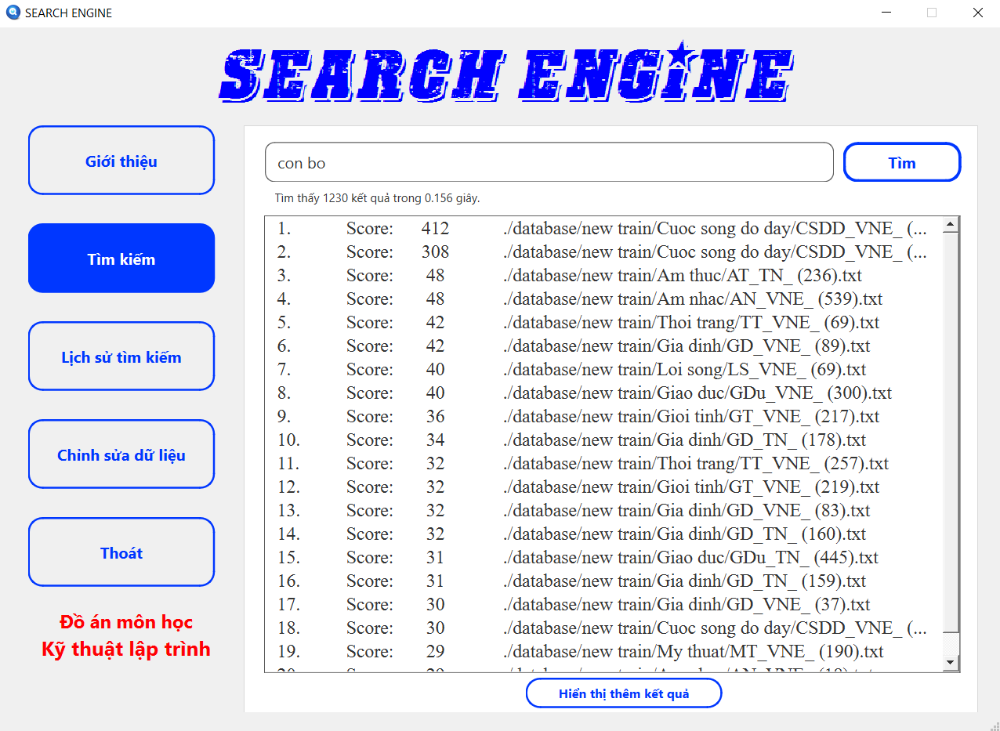 SEARCH ENGINE
SEARCH ENGINE
Giới thiệu
Tìm kiếm
Lịch sử tìm kiếm
Chỉnh sửa dữ liệu
Thoát
Đồ án môn học
Kỹ thuật lập trình
con bo
Tìm
Tìm thấy 1230 kết quả trong 0.156 giây.
1. Score: 412 ./database/new train/Cuoc song do day/CSDD_VNE_ (...
2. Score: 308 ./database/new train/Cuoc song do day/CSDD_VNE_ (...
3. Score: 48 ./database/new train/Am thuc/AT_TN_ (236).txt
4. Score: 48 ./database/new train/Am nhac/AN_VNE_ (539).txt
5. Score: 42 ./database/new train/Thoi trang/TT_VNE_ (69).txt
6. Score: 42 ./database/new train/Gia dinh/GD_VNE_ (89).txt
7. Score: 40 ./database/new train/Loi song/LS_VNE_ (69).txt
8. Score: 40 ./database/new train/Giao duc/GDu_VNE_ (300).txt
9. Score: 36 ./database/new train/Gioi tinh/GT_VNE_ (217).txt
10. Score: 34 ./database/new train/Gia dinh/GD_TN_ (178).txt
11. Score: 32 ./database/new train/Thoi trang/TT_VNE_ (257).txt
12. Score: 32 ./database/new train/Gioi tinh/GT_VNE_ (219).txt
13. Score: 32 ./database/new train/Gia dinh/GD_VNE_ (83).txt
14. Score: 32 ./database/new train/Gia dinh/GD_TN_ (160).txt
15. Score: 31 ./database/new train/Giao duc/GDu_TN_ (445).txt
16. Score: 31 ./database/new train/Gia dinh/GD_TN_ (159).txt
17. Score: 30 ./database/new train/Gia dinh/GD_VNE_ (37).txt
18. Score: 30 ./database/new train/Cuoc song do day/CSDD_VNE_ (...
19. Score: 29 ./database/new train/My thuat/MT_VNE_ (190).txt
Hiển thị thêm kết quả